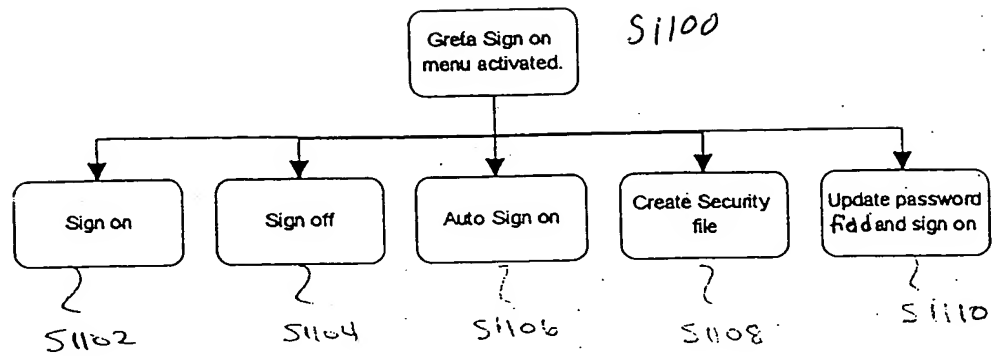 Greta Sign on
menu activated.
S1100
Sign on
Sign off
Auto Sign on
Create Security
file
Update password
field and sign on
S1102
S1104
S1106
S1108
S1110